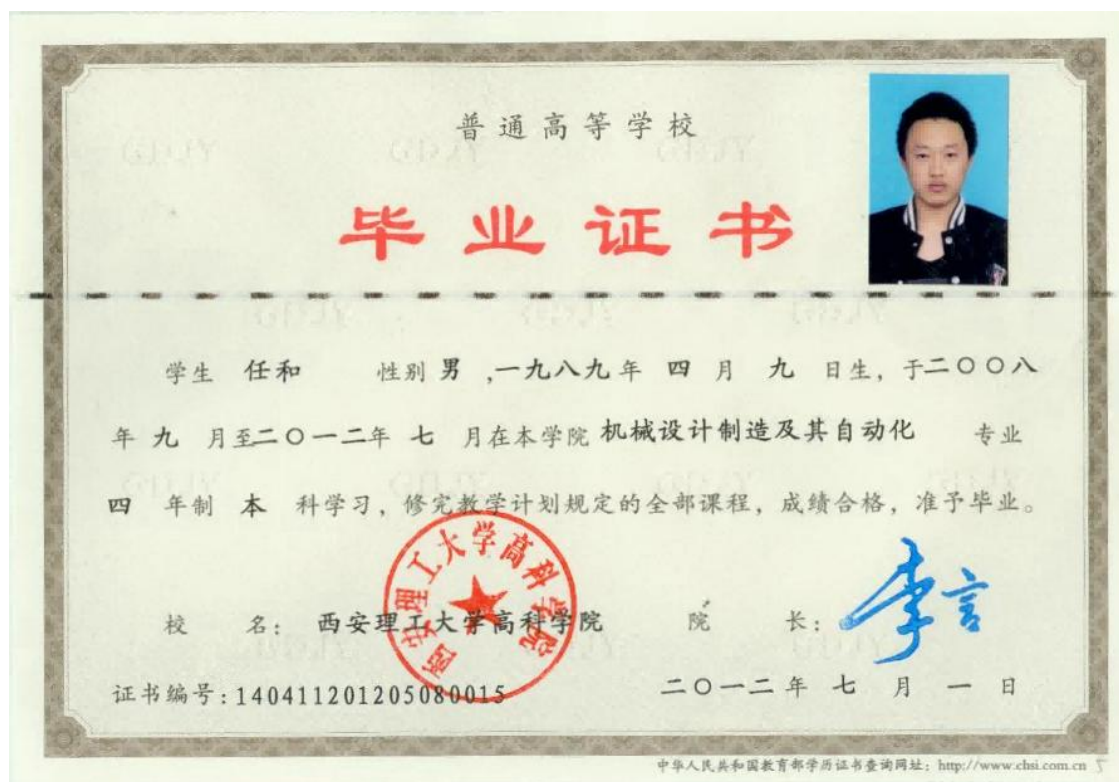 普通高等学校
毕业证书
学生 任和 性别 男 ,一九八九年 四 月 九 日生, 于二〇〇八
年 九 月至二〇一二年 七 月在本学院 机械设计制造及其自动化 专业
四 年制 本 科学习, 修完教学计划规定的全部课程, 成绩合格, 准予毕业。
西安理工大学高科学院
校 名: 西安理工大学高科学院 院 长: 李言
证书编号:140411201205080015 二〇一二年 七 月 一 日
中华人民共和国教育部学历证书查询网址: http://www.chsi.com.cn 5